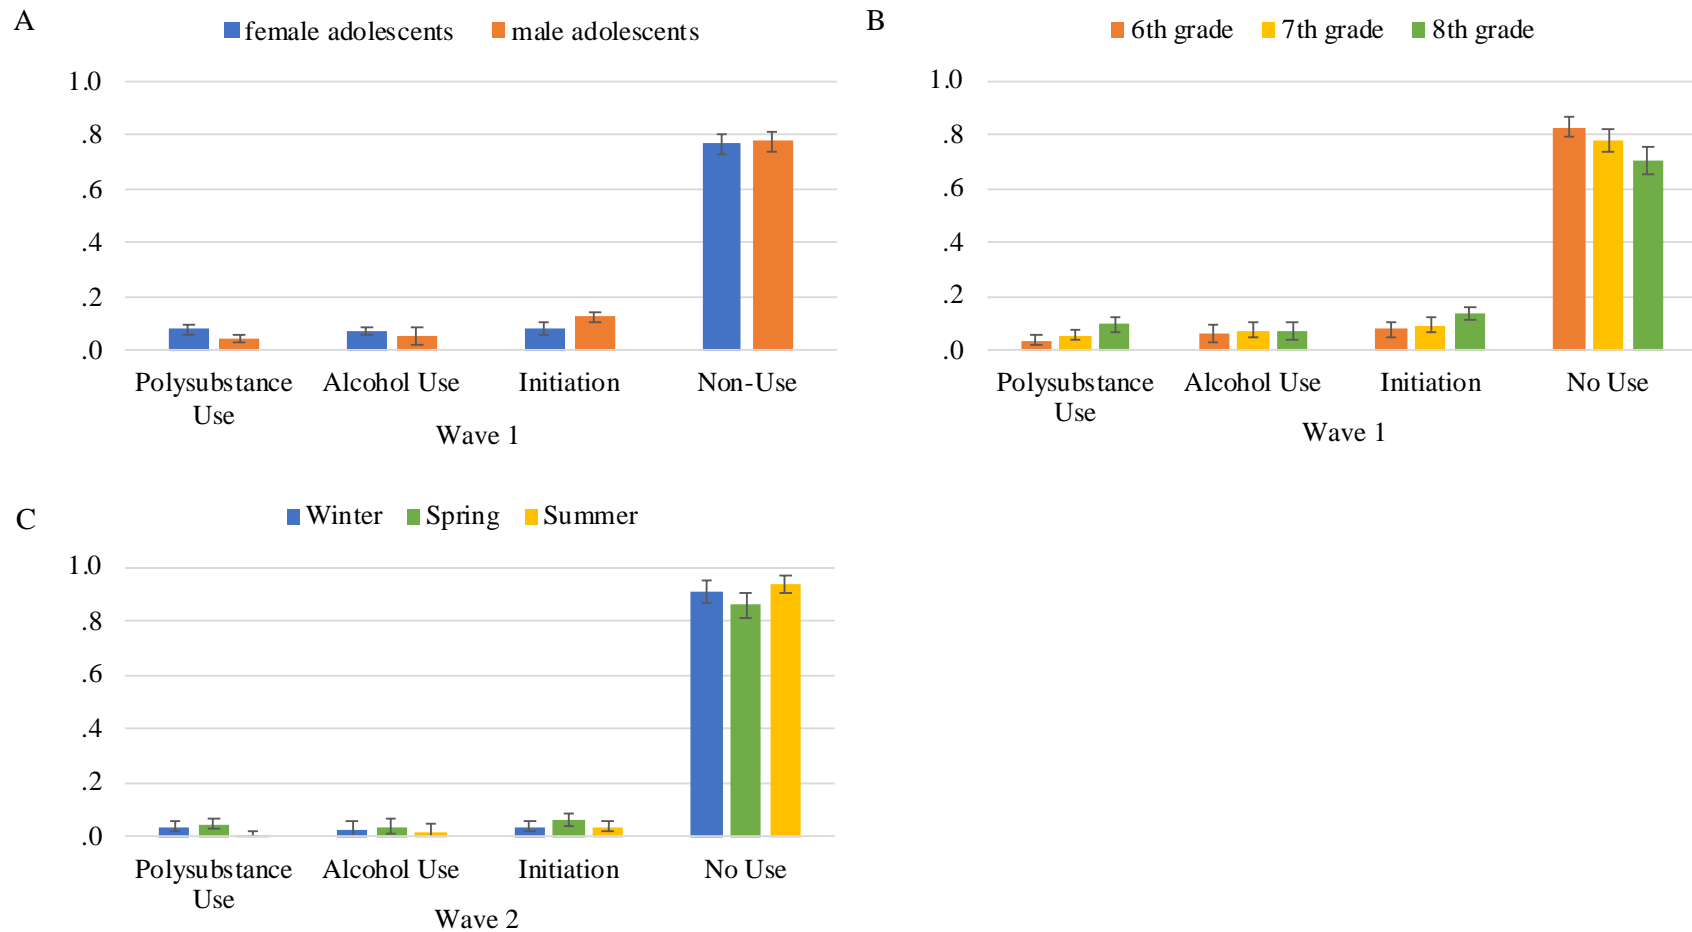 A
female adolescents male adolescents
1.0
.8
.6
.4
.2
.0
Polysubstance Use Alcohol Use Initiation Non-Use
Wave 1
B
6th grade 7th grade 8th grade
1.0
.8
.6
.4
.2
.0
Polysubstance Use Alcohol Use Initiation No Use
Wave 1
C
Winter Spring Summer
1.0
.8
.6
.4
.2
.0
Polysubstance Use Alcohol Use Initiation No Use
Wave 2